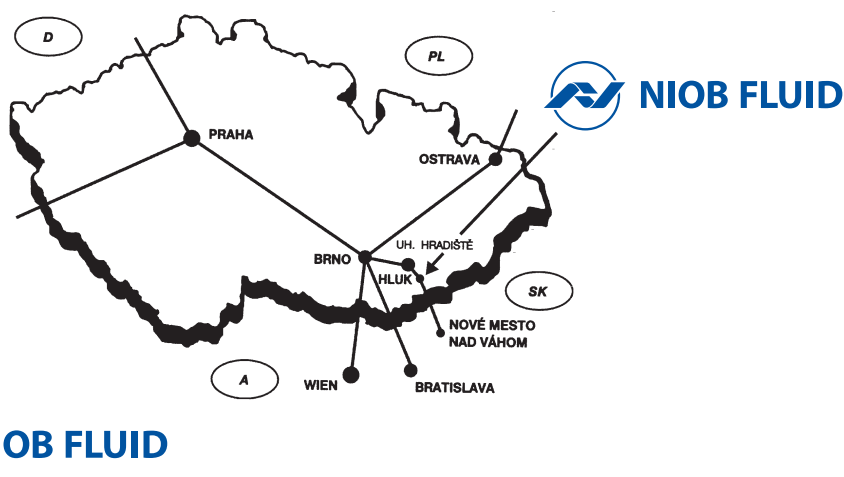 D
PL
NIOB FLUID
PRAHA
OSTRAVA
UH. HRADIŠTĚ
BRNO
HLUK
SK
NOVÉ MESTO
NAD VÁHOM
A
WIEN
BRATISLAVA
OB FLUID